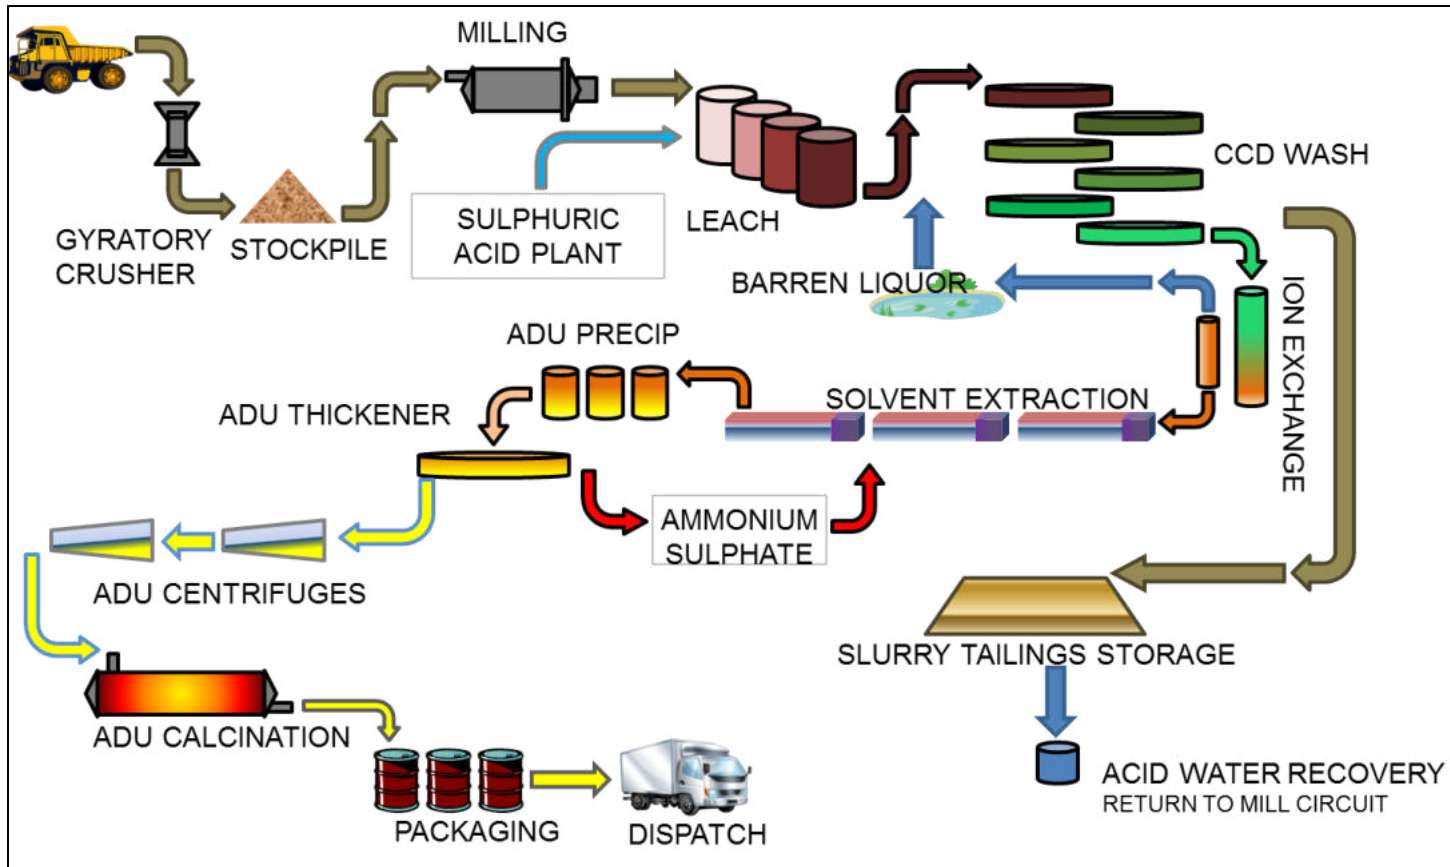 MILLING
CCD WASH
GYRATORY
CRUSHER
STOCKPILE
SULPHURIC
ACID PLANT
LEACH
BARREN LIQUOR
ION EXCHANGE
ADU PRECIP
SOLVENT EXTRACTION
ADU THICKENER
AMMONIUM
SULPHATE
ADU CENTRIFUGES
SLURRY TAILINGS STORAGE
ADU CALCINATION
ACID WATER RECOVERY
RETURN TO MILL CIRCUIT
PACKAGING
DISPATCH